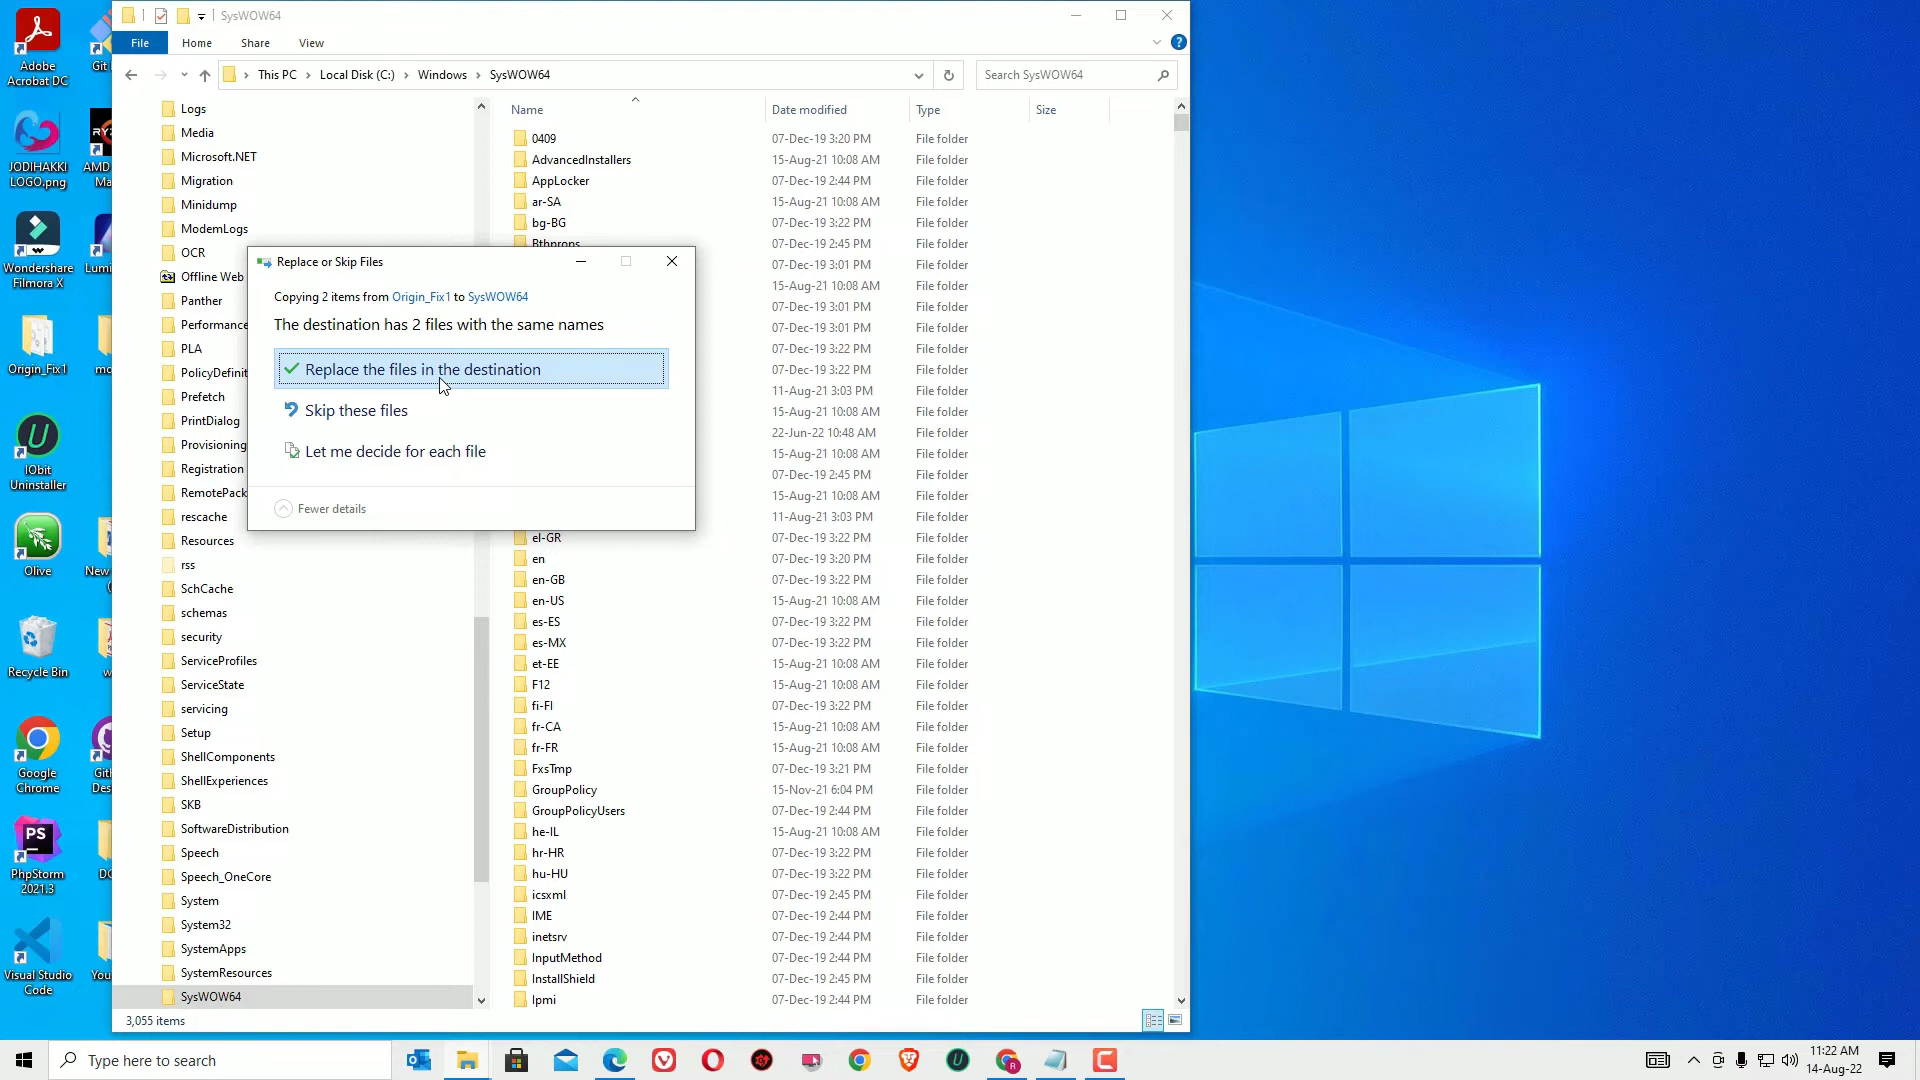 SysWOW64
File
Home
Share
View
This PC
Local Disk (C:)
Windows
SysWOW64
Search SysWOW64
Name
Date modified
Type
Size
Adobe Acrobat DC
Git
JODIHAKKI LOGO.png
AMD RY
Ma
Wondershare Filmora X
Lumi
Origin_Fix1
mo
IObit Uninstaller
Olive
New
Recycle Bin
w
Google Chrome
Git
Des
PhpStorm 2021.3
DC
Visual Studio Code
You
Logs
Media
Microsoft.NET
Migration
Minidump
ModemLogs
OCR
Offline Web
Panther
Performance
PLA
PolicyDefinit
Prefetch
PrintDialog
Provisioning
Registration
RemotePack
rescache
Resources
rss
SchCache
schemas
security
ServiceProfiles
ServiceState
servicing
Setup
ShellComponents
ShellExperiences
SKB
SoftwareDistribution
Speech
Speech_OneCore
System
System32
SystemApps
SystemResources
SysWOW64
0409 07-Dec-19 3:20 PM File folder
AdvancedInstallers 15-Aug-21 10:08 AM File folder
AppLocker 07-Dec-19 2:44 PM File folder
ar-SA 15-Aug-21 10:08 AM File folder
bg-BG 07-Dec-19 3:22 PM File folder
Bthprops 07-Dec-19 2:45 PM File folder
07-Dec-19 3:01 PM File folder
15-Aug-21 10:08 AM File folder
07-Dec-19 3:01 PM File folder
07-Dec-19 3:01 PM File folder
07-Dec-19 3:22 PM File folder
07-Dec-19 3:22 PM File folder
11-Aug-21 3:03 PM File folder
15-Aug-21 10:08 AM File folder
22-Jun-22 10:48 AM File folder
15-Aug-21 10:08 AM File folder
07-Dec-19 2:45 PM File folder
15-Aug-21 10:08 AM File folder
11-Aug-21 3:03 PM File folder
el-GR 07-Dec-19 3:22 PM File folder
en 07-Dec-19 3:20 PM File folder
en-GB 07-Dec-19 3:22 PM File folder
en-US 15-Aug-21 10:08 AM File folder
es-ES 07-Dec-19 3:22 PM File folder
es-MX 07-Dec-19 3:22 PM File folder
et-EE 15-Aug-21 10:08 AM File folder
F12 15-Aug-21 10:08 AM File folder
fi-FI 07-Dec-19 3:22 PM File folder
fr-CA 15-Aug-21 10:08 AM File folder
fr-FR 15-Aug-21 10:08 AM File folder
FxsTmp 07-Dec-19 3:21 PM File folder
GroupPolicy 15-Nov-21 6:04 PM File folder
GroupPolicyUsers 07-Dec-19 2:44 PM File folder
he-IL 15-Aug-21 10:08 AM File folder
hr-HR 07-Dec-19 3:22 PM File folder
hu-HU 07-Dec-19 3:22 PM File folder
icsxml 07-Dec-19 2:45 PM File folder
IME 07-Dec-19 2:44 PM File folder
inetsrv 07-Dec-19 2:44 PM File folder
InputMethod 07-Dec-19 2:44 PM File folder
InstallShield 07-Dec-19 2:45 PM File folder
Ipmi 07-Dec-19 2:44 PM File folder
Replace or Skip Files
Copying 2 items from Origin_Fix1 to SysWOW64
The destination has 2 files with the same names
Replace the files in the destination
Skip these files
Let me decide for each file
Fewer details
3,055 items
Type here to search
11:22 AM
14-Aug-22